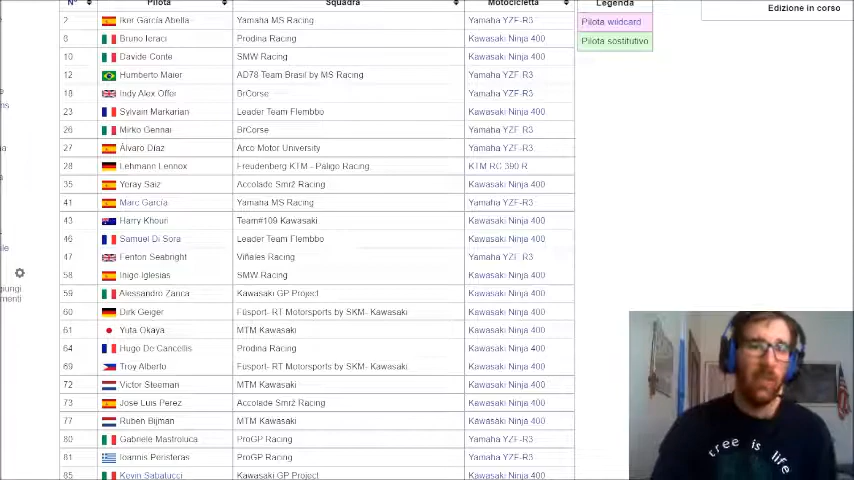 N° Pilota Squadra Motocicletta Legenda
Edizione in corso
2 Iker García Abella Yamaha MS Racing Yamaha YZF-R3
Pilota wildcard
6 Bruno Ieraci Prodina Racing Kawasaki Ninja 400
Pilota sostitutivo
10 Davide Conte SMW Racing Kawasaki Ninja 400
12 Humberto Maier AD78 Team Brasil by MS Racing Yamaha YZF-R3
18 Indy Alex Offer BrCorse Yamaha YZF-R3
23 Sylvain Markarian Leader Team Flembbo Kawasaki Ninja 400
26 Mirko Gennai BrCorse Yamaha YZF-R3
27 Álvaro Díaz Arco Motor University Yamaha YZF-R3
28 Lehmann Lennox Freudenberg KTM - Paligo Racing KTM RC 390 R
35 Yeray Saiz Accolade Smrž Racing Kawasaki Ninja 400
41 Marc García Yamaha MS Racing Yamaha YZF-R3
43 Harry Khouri Team#109 Kawasaki Kawasaki Ninja 400
46 Samuel Di Sora Leader Team Flembbo Kawasaki Ninja 400
47 Fenton Seabright Viñales Racing Yamaha YZF-R3
58 Iñigo Iglesias SMW Racing Kawasaki Ninja 400
59 Alessandro Zanca Kawasaki GP Project Kawasaki Ninja 400
60 Dirk Geiger Füsport- RT Motorsports by SKM- Kawasaki Kawasaki Ninja 400
61 Yuta Okaya MTM Kawasaki Kawasaki Ninja 400
64 Hugo De Cancellis Prodina Racing Kawasaki Ninja 400
69 Troy Alberto Fusport- RT Motorsports by SKM- Kawasaki Kawasaki Ninja 400
72 Victor Steeman MTM Kawasaki Kawasaki Ninja 400
73 José Luis Perez Accolade Smrž Racing Kawasaki Ninja 400
77 Ruben Bijman MTM Kawasaki Kawasaki Ninja 400
80 Gabriele Mastroluca ProGP Racing Yamaha YZF-R3
81 Ioannis Peristeras ProGP Racing Yamaha YZF-R3
85 Kevin Sabatucci Kawasaki GP Project Kawasaki Ninja 400
free is life